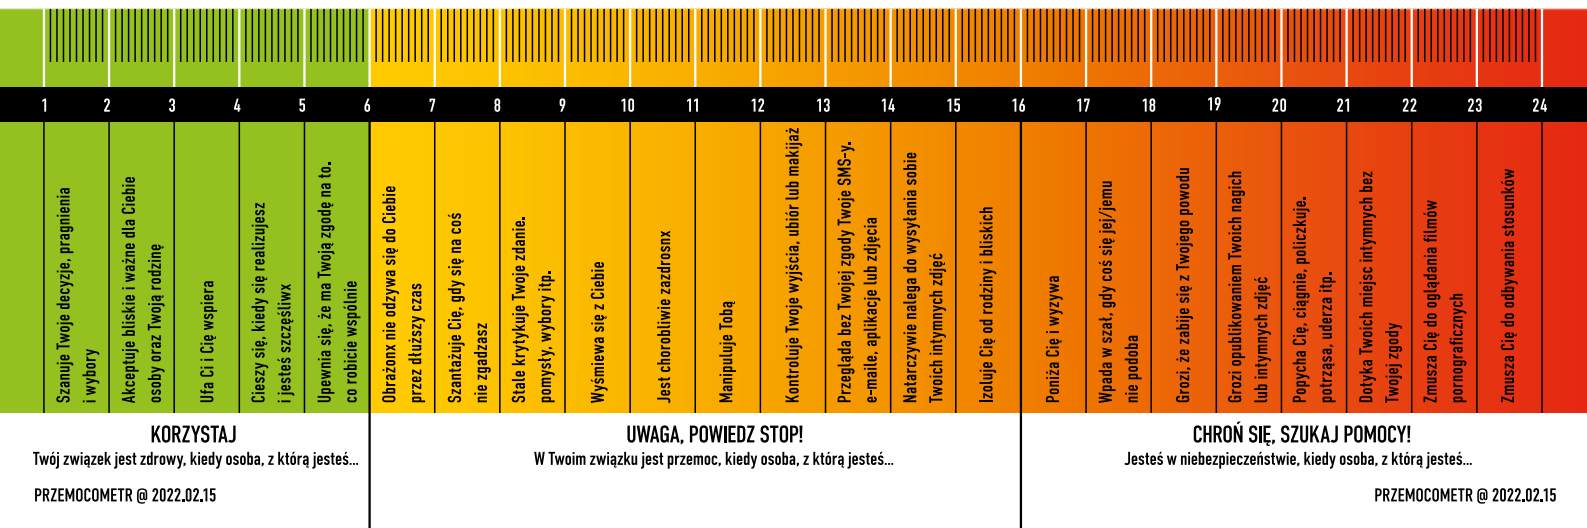 1 2 3 4 5 6 7 8 9 10 11 12 13 14 15 16 17 18 19 20 21 22 23 24
Szanuje Twoje decyzje, pragnienia
i wybory
Akceptuje bliskie i ważne dla Ciebie
osoby oraz Twoją rodzinę
Ufa Ci i Cię wspiera
Cieszy się, kiedy się realizujesz
i jesteś szczęśliwx
Upewnia się, że ma Twoją zgodę na to.
co robicie wspólnie
Obrażonx nie odzywa się do Ciebie
przez dłuższy czas
Szantażuje Cię, gdy się na coś
nie zgadzasz
Stale krytykuje Twoje zdanie.
pomysty, wybory itp.
Wyśmiewa się z Ciebie
Jest chorobliwie zazdrosnx
Manipuluje Tobą
Kontroluje Twoje wyjścia, ubiór lub makijaż
Przegląda bez Twojej zgody Twoje SMS-y.
e-maile, aplikacje lub zdjęcia
Natarczywie nalega do wysyłania sobie
Twoich intymnych zdjęć
Izoluje Cię od rodziny i bliskich
Poniża Cię i wyzywa
Wpada w szat, gdy coś się jej/jemu
nie podoba
Grozi, że zabije się z Twojego powodu
Grozi opublikowaniem Twoich nagich
lub intymnych zdjęć
Popycha Cię, ciągnie, policzkuje.
potrząsa, uderza itp.
Dotyka Twoich miejsc intymnych bez
Twojej zgody
Zmusza Cię do oglądania filmów
pornograficznych
Zmusza Cię do odbywania stosunków
KORZYSTAJ
Twój związek jest zdrowy, kiedy osoba, z którą jesteś...
PRZEMOCOMETR @ 2022.02.15
UWAGA, POWIEDZ STOP!
W Twoim związku jest przemoc, kiedy osoba, z którą jesteś...
CHROŃ SIĘ, SZUKAJ POMOCY!
Jesteś w niebezpieczeństwie, kiedy osoba, z którą jesteś...
PRZEMOCOMETR @ 2022.02.15